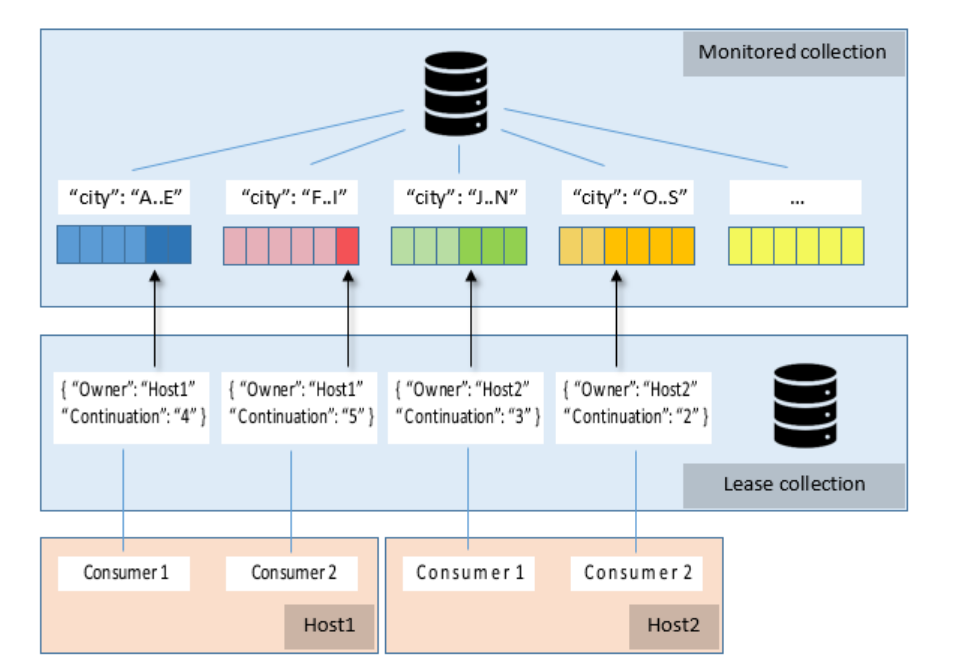 Monitored collection
“city”: “A..E”
“city”: “F..I”
“city”: “J..N”
“city”: “O..S”
...
{ “Owner”: “Host1”
“Continuation”: “4” }
{ “Owner”: “Host1”
“Continuation”: “5” }
{ “Owner”: “Host2”
“Continuation”: “3” }
{ “Owner”: “Host2”
“Continuation”: “2” }
Lease collection
Consumer 1
Consumer 2
Host1
Consumer 1
Consumer 2
Host2